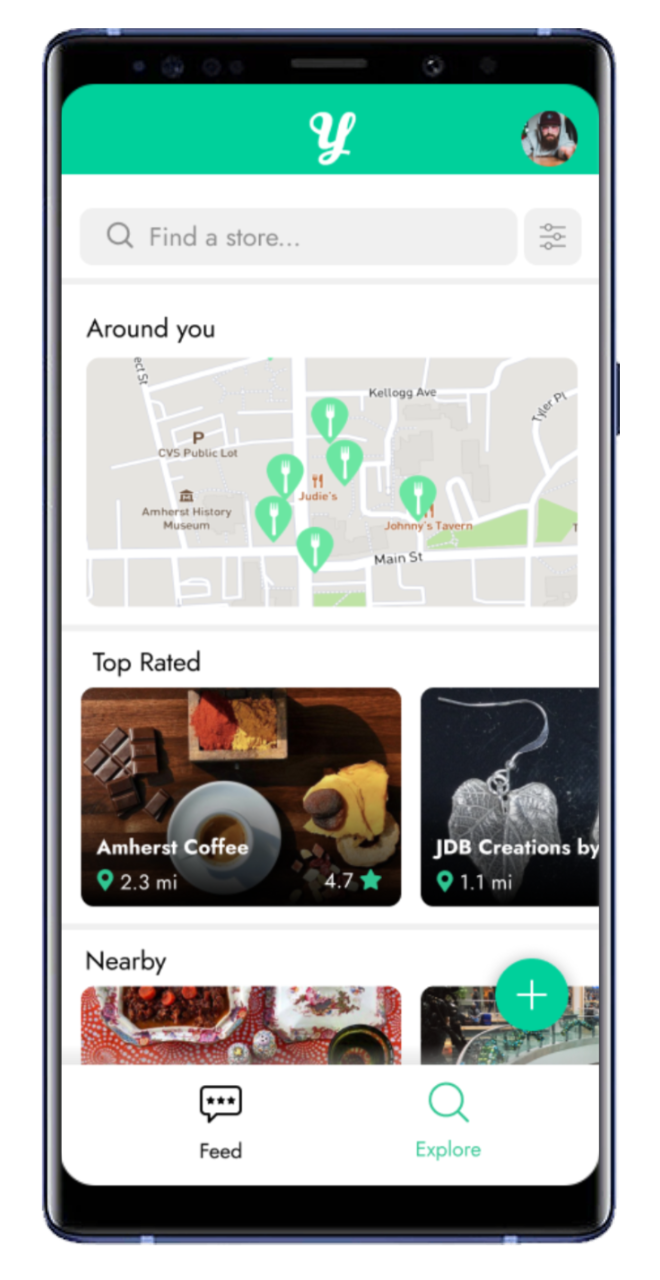 y
Find a store...
Around you
ect St
Kellogg Ave
Tyler Pl
P
CVS Public Lot
Judie's
Amherst History
Museum
Johnny's Tavern
Main St
T
Top Rated
Amherst Coffee
2.3 mi
4.7
JDB Creations by
1.1 mi
Nearby
Feed
Explore